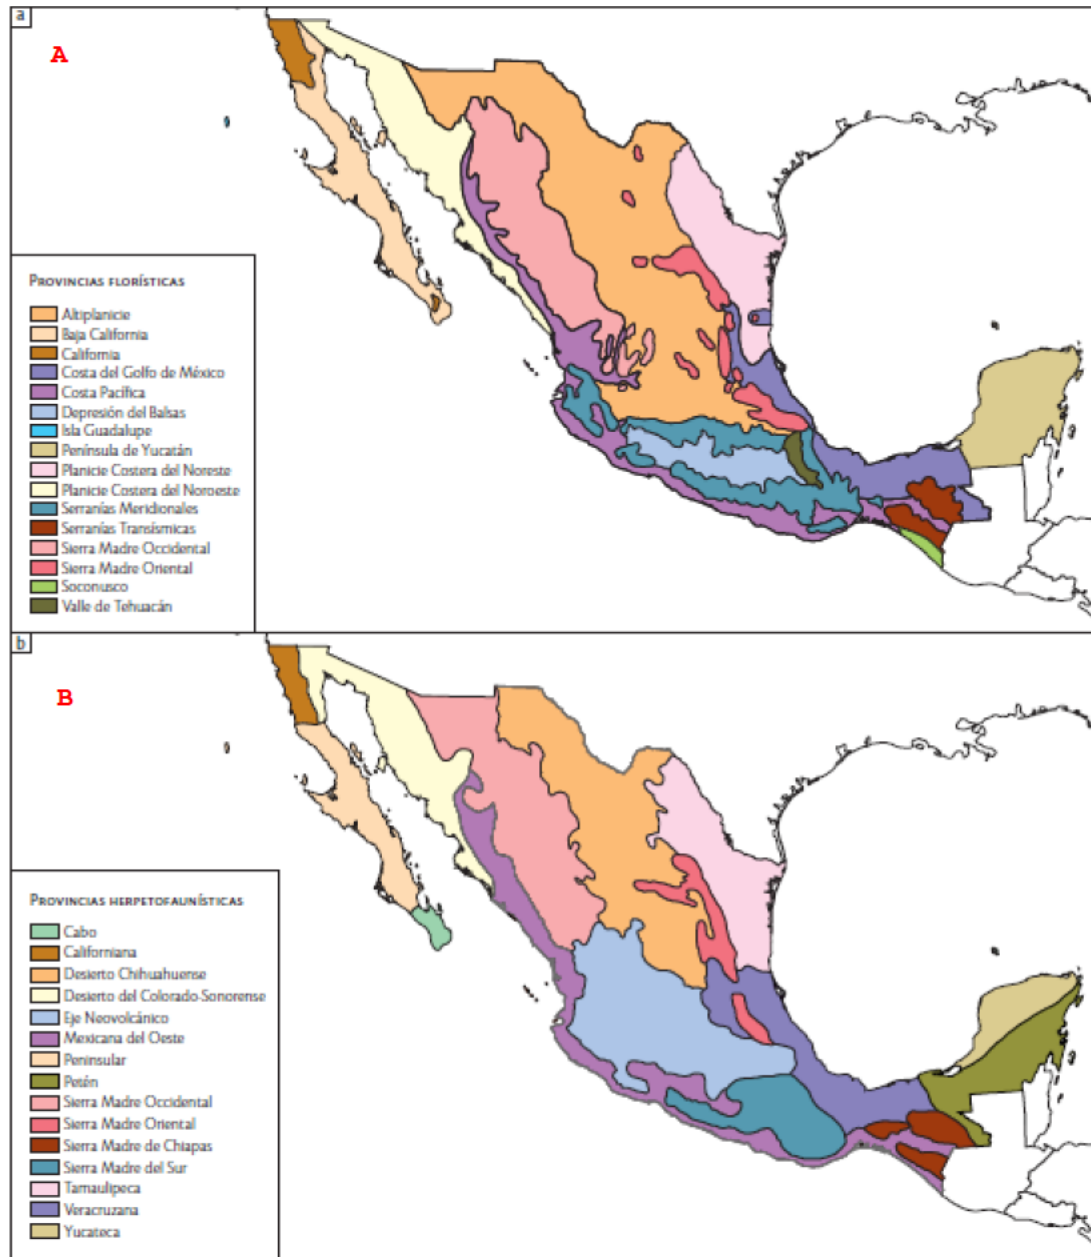 a
A
PROVINCIAS FLORÍSTICAS
Altiplanicie
Baja California
California
Costa del Golfo de México
Costa Pacífica
Depresión del Balsas
Isla Guadalupe
Península de Yucatán
Planicie Costera del Noreste
Planicie Costera del Noroeste
Serranías Meridionales
Serranías Transísmicas
Sierra Madre Occidental
Sierra Madre Oriental
Soconusco
Valle de Tehuacán
b
B
PROVINCIAS HERPETOFAUNÍSTICAS
Cabo
Californiana
Desierto Chihuahuense
Desierto del Colorado-Sonorense
Eje Neovolcánico
Mexicana del Oeste
Peninsular
Petén
Sierra Madre Occidental
Sierra Madre Oriental
Sierra Madre de Chiapas
Sierra Madre del Sur
Tamaulipeca
Veracruzana
Yucateca